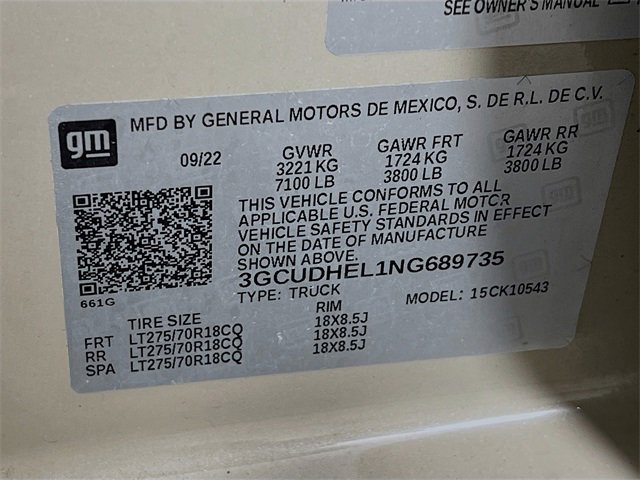 SEE OWNER'S MANUAL
gm
MFD BY GENERAL MOTORS DE MEXICO, S. DE R.L. DE C.V.
09/22
GVWR GAWR FRT GAWR RR
3221 KG 1724 KG 1724 KG
7100 LB 3800 LB 3800 LB
THIS VEHICLE CONFORMS TO ALL
APPLICABLE U.S. FEDERAL MOTOR
VEHICLE SAFETY STANDARDS IN EFFECT
ON THE DATE OF MANUFACTURE
SHOWN ABOVE.
661G
3GCUDHEL1NG689735
TYPE: TRUCK MODEL: 15CK10543
TIRE SIZE RIM
FRT LT275/70R18CQ 18X8.5J
RR LT275/70R18CQ 18X8.5J
SPA LT275/70R18CQ 18X8.5J